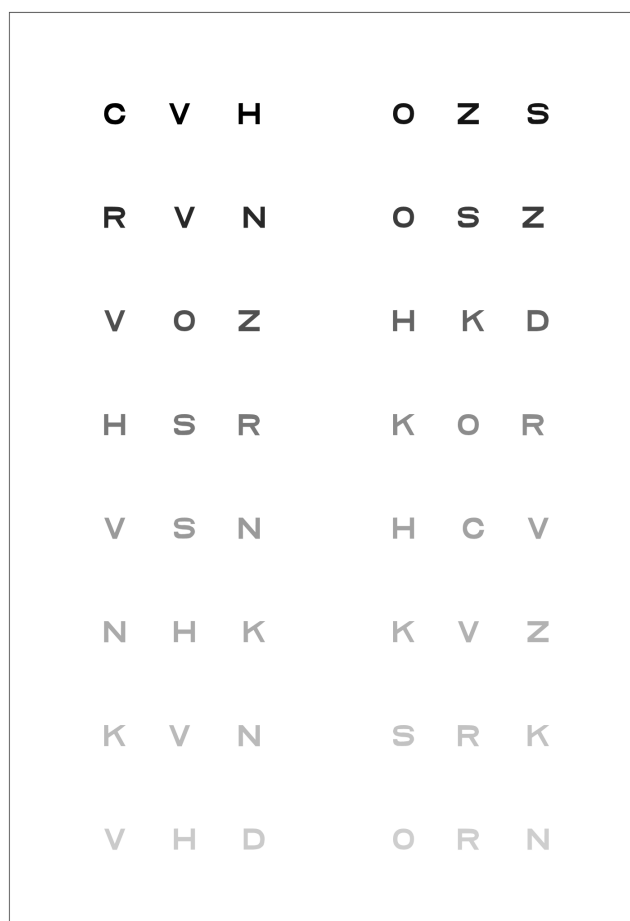 C V H O Z S
R V N O S Z
V O Z H K D
H S R K O R
V S N H C V
N H K K V Z
K V N S R K
V H D O R N